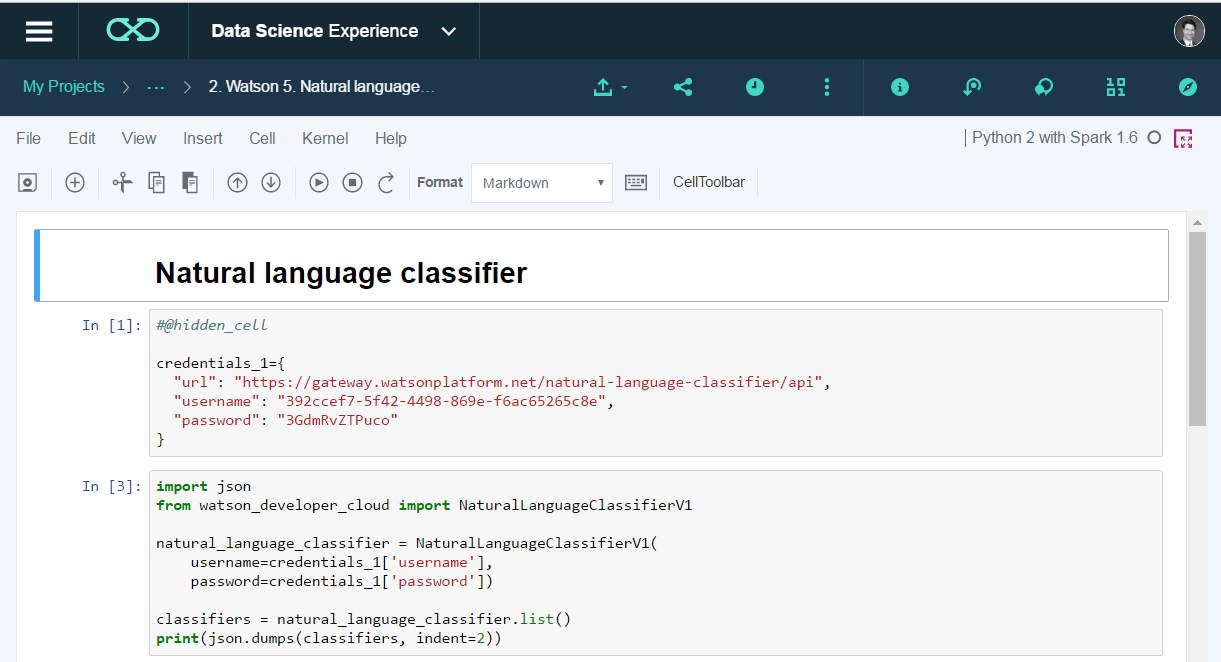 Data Science Experience
My Projects > ... > 2. Watson 5. Natural language...
File Edit View Insert Cell Kernel Help | Python 2 with Spark 1.6
Format Markdown CellToolbar
Natural language classifier
In [1]: #@hidden_cell
credentials_1={
  "url": "https://gateway.watsonplatform.net/natural-language-classifier/api",
  "username": "392ccef7-5f42-4498-869e-f6ac65265c8e",
  "password": "3GdmRvZTPuco"
}
In [3]: import json
from watson_developer_cloud import NaturalLanguageClassifierV1
natural_language_classifier = NaturalLanguageClassifierV1(
    username=credentials_1['username'],
    password=credentials_1['password'])
classifiers = natural_language_classifier.list()
print(json.dumps(classifiers, indent=2))